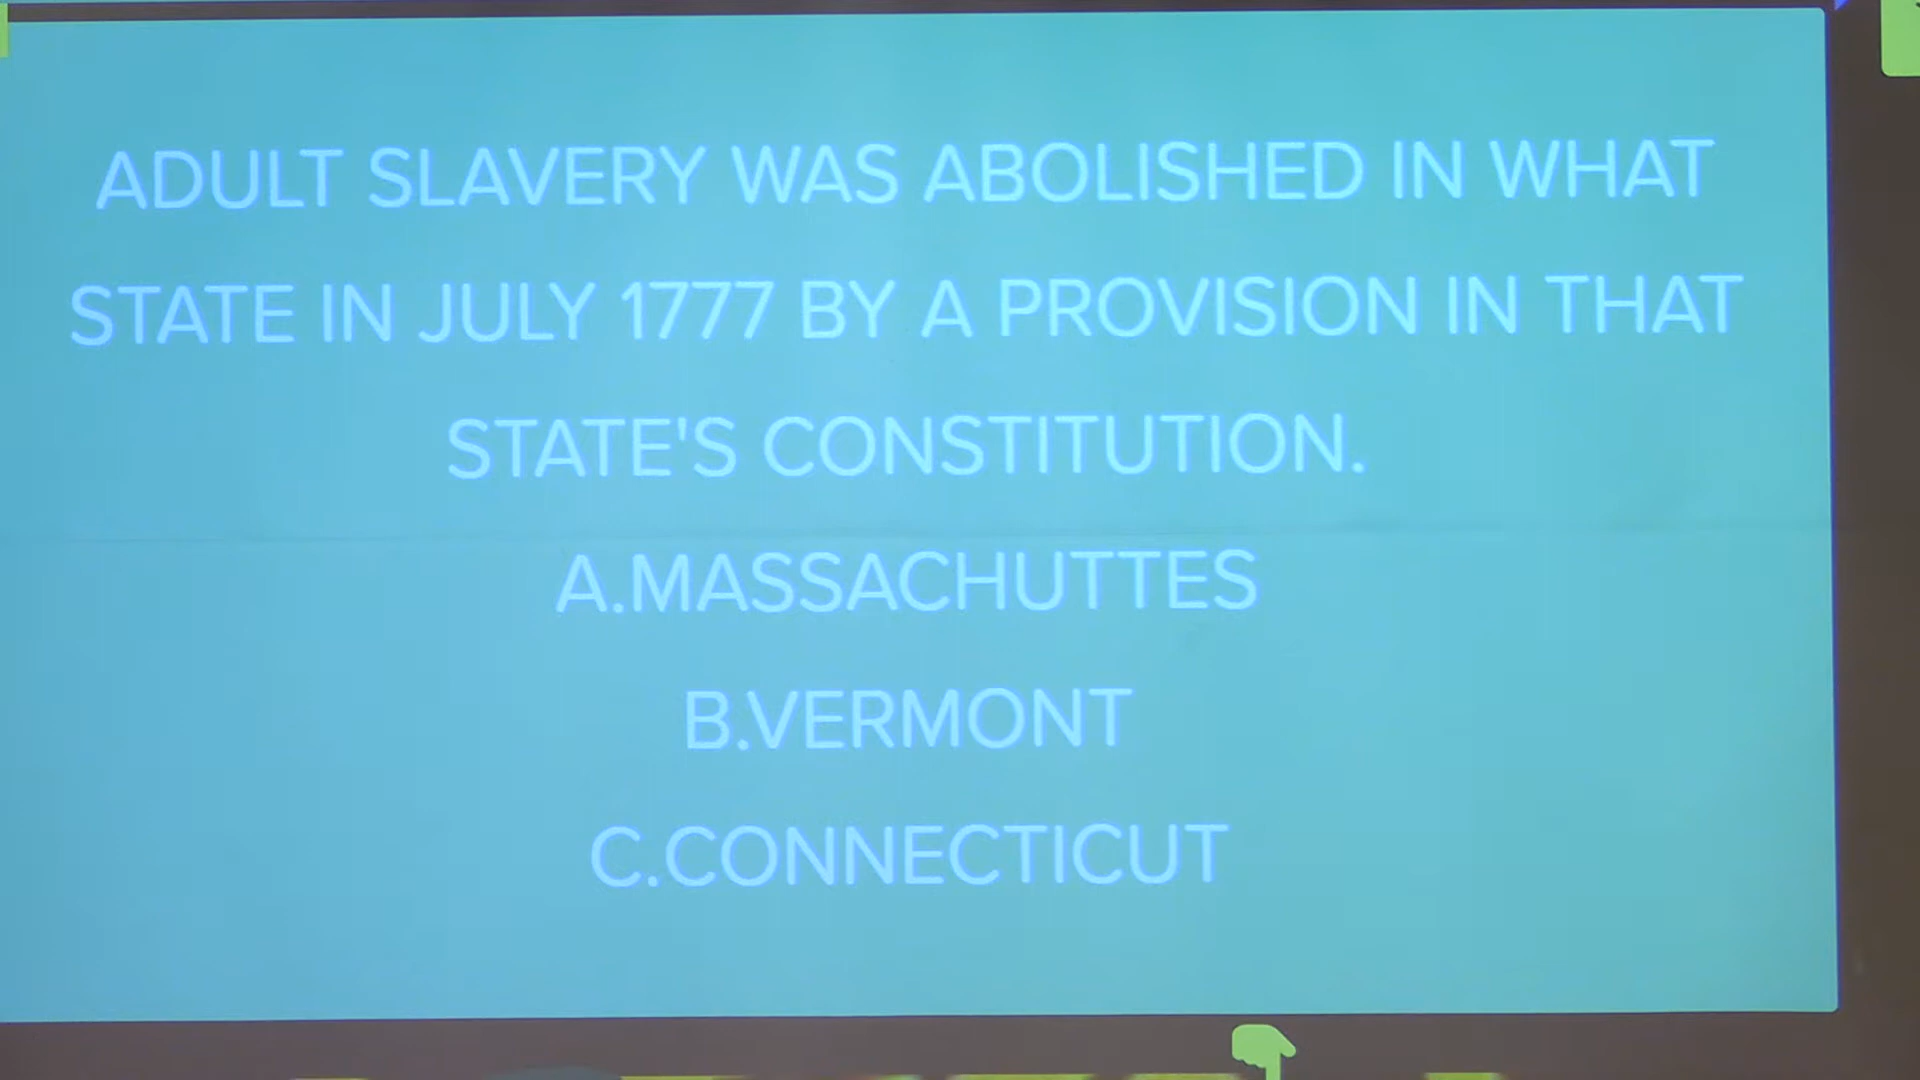 ADULT SLAVERY WAS ABOLISHED IN WHAT
STATE IN JULY 1777 BY A PROVISION IN THAT
STATE'S CONSTITUTION.
A.MASSACHUTTES
B.VERMONT
C.CONNECTICUT